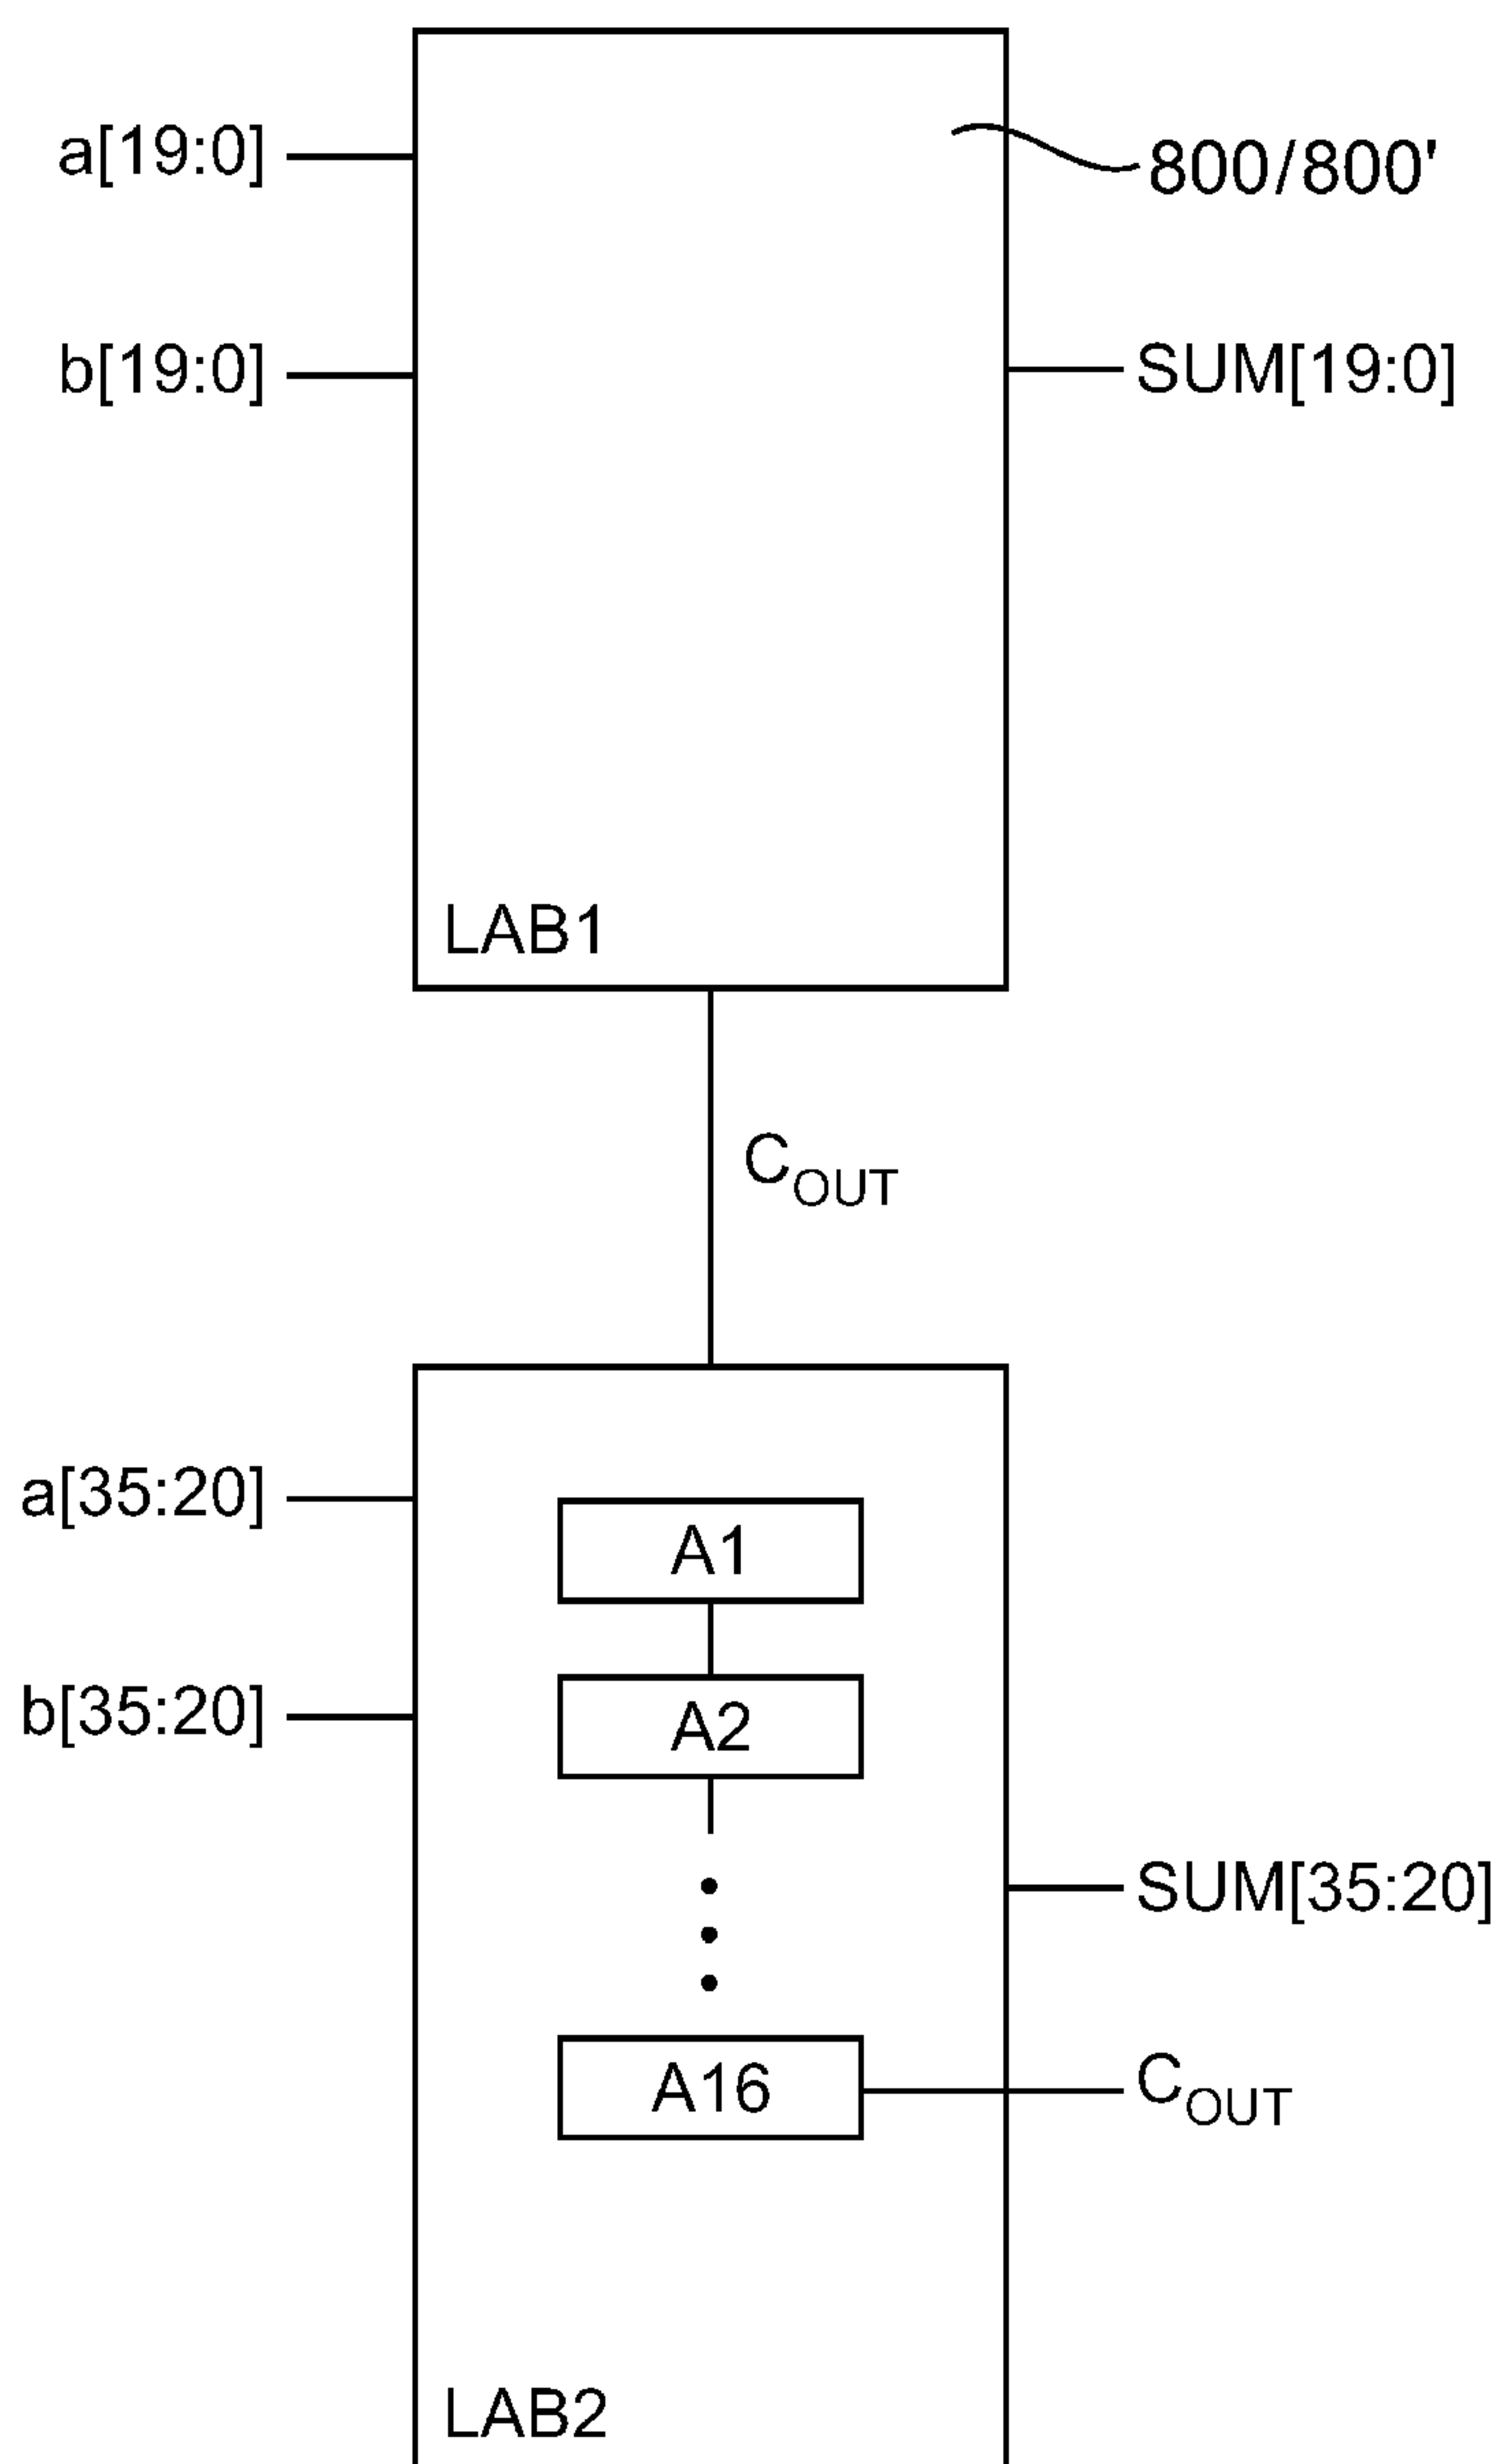 a[19:0]
800/800'
b[19:0]
SUM[19:0]
LAB1
COUT
a[35:20]
A1
b[35:20]
A2
SUM[35:20]
A16
COUT
LAB2